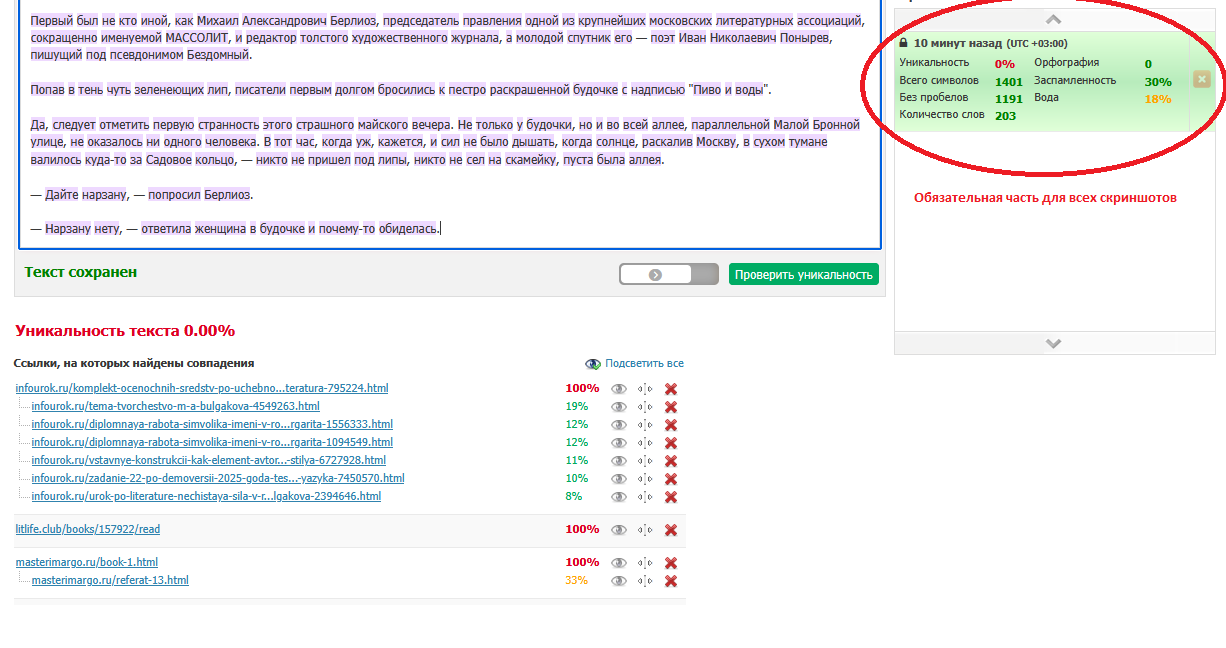 Первый был не кто иной, как Михаил Александрович Берлиоз, председатель правления одной из крупнейших московских литературных ассоциаций,
сокращенно именуемой МАССОЛИТ, и редактор толстого художественного журнала, а молодой спутник его — поэт Иван Николаевич Понырев,
пишущий под псевдонимом Бездомный.
Попав в тень чуть зеленеющих лип, писатели первым долгом бросились к пестро раскрашенной будочке с надписью "Пиво и воды".
Да, следует отметить первую странность этого страшного майского вечера. Не только у будочки, но и во всей аллее, параллельной Малой Бронной
улице, не оказалось ни одного человека. В тот час, когда уж, кажется, и сил не было дышать, когда солнце, раскалив Москву, в сухом тумане
валилось куда-то за Садовое кольцо, — никто не пришел под липы, никто не сел на скамейку, пуста была аллея.
— Дайте нарзану, — попросил Берлиоз.
— Нарзану нету, — ответила женщина в будочке и почему-то обиделась.
Текст сохранен
Проверить уникальность
10 минут назад (UTC +03:00)
Уникальность 0% Орфография 0
Всего символов 1401 Заспамленность 30%
Без пробелов 1191 Вода 18%
Количество слов 203
Обязательная часть для всех скриншотов
Уникальность текста 0.00%
Ссылки, на которых найдены совпадения Подсветить все
infourok.ru/komplekt-ocenochnih-sredstv-po-uchebno...teratura-795224.html 100%
infourok.ru/tema-tvorchestvo-m-a-bulgakova-4549263.html 19%
infourok.ru/diplomnaya-rabota-simvolika-imeni-v-ro...rgarita-1556333.html 12%
infourok.ru/diplomnaya-rabota-simvolika-imeni-v-ro...rgarita-1094549.html 12%
infourok.ru/vstavnye-konstrukcii-kak-element-avtor...-stilya-6727928.html 11%
infourok.ru/zadanie-22-po-demoversii-2025-goda-tes...-yazyka-7450570.html 10%
infourok.ru/urok-po-literature-nechistaya-sila-v-r...lgakova-2394646.html 8%
litlife.club/books/157922/read 100%
masterimargo.ru/book-1.html 100%
masterimargo.ru/referat-13.html 33%